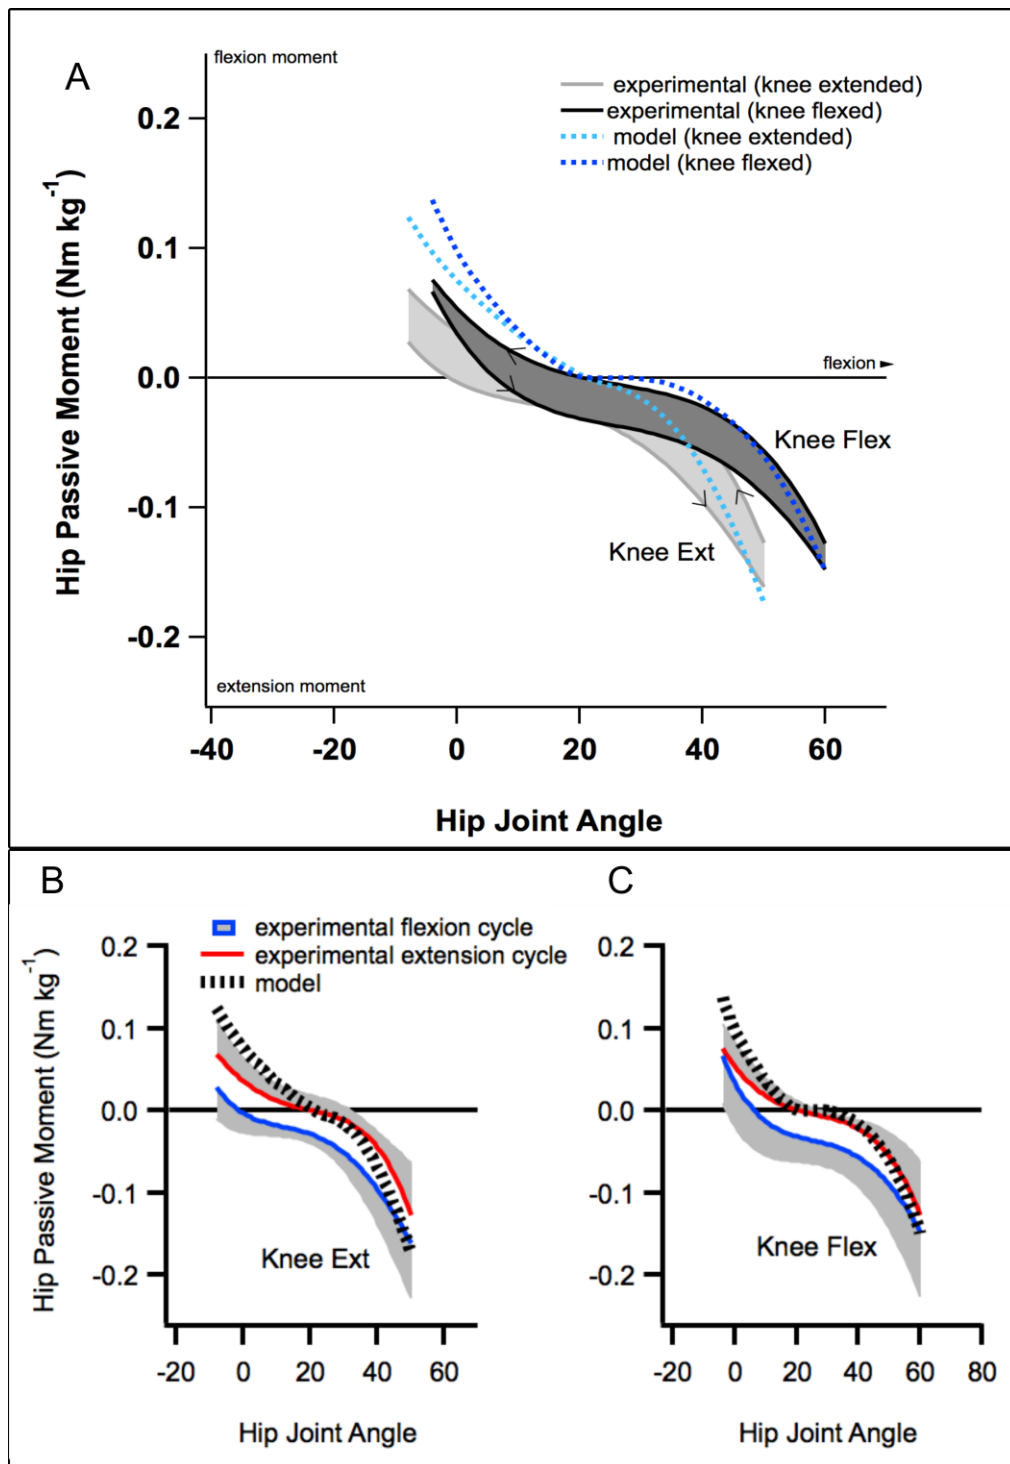 A
flexion moment
experimental (knee extended)
experimental (knee flexed)
model (knee extended)
model (knee flexed)
Hip Passive Moment (Nm kg-1)
0.2
0.1
0.0
-0.1
-0.2
flexion
Knee Flex
Knee Ext
extension moment
-40 -20 0 20 40 60
Hip Joint Angle
B
experimental flexion cycle
experimental extension cycle
model
Hip Passive Moment (Nm kg-1)
0.2
0.1
0.0
-0.1
-0.2
Knee Ext
-20 0 20 40 60
Hip Joint Angle
C
0.2
0.1
0.0
-0.1
-0.2
Knee Flex
-20 0 20 40 60 80
Hip Joint Angle